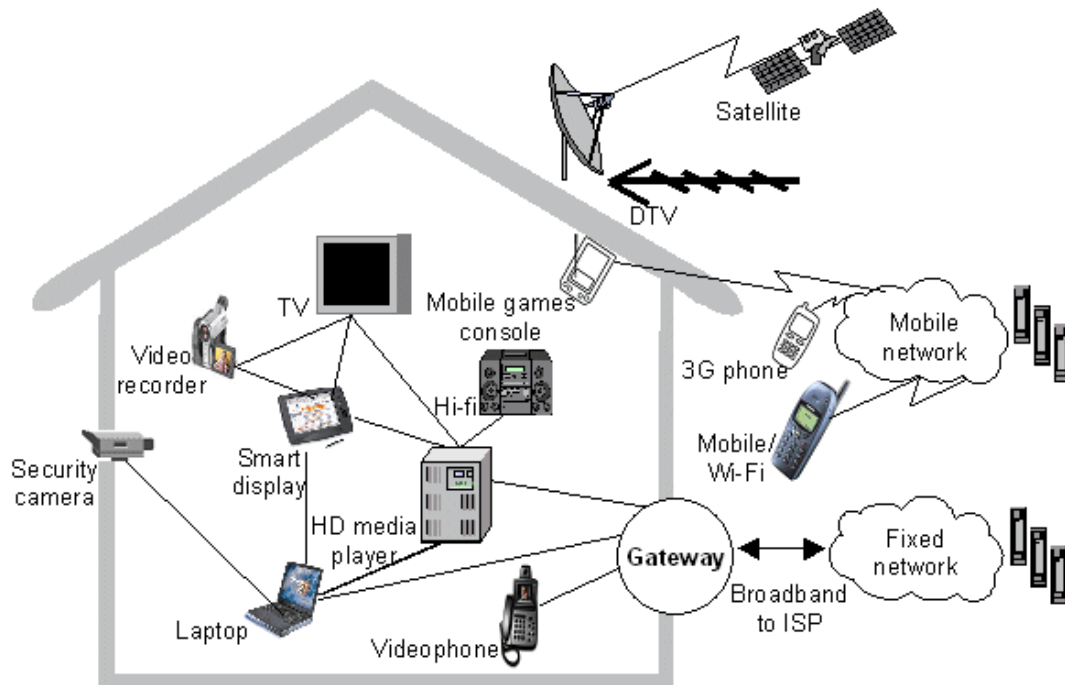 Satellite
DTV
TV
Mobile games
console
Video
recorder
Hi-fi
3G phone
Mobile
network
Mobile/
Wi-Fi
Security
camera
Smart
display
HD media
player
Gateway
Fixed
network
Broadband
to ISP
Laptop
Videophone